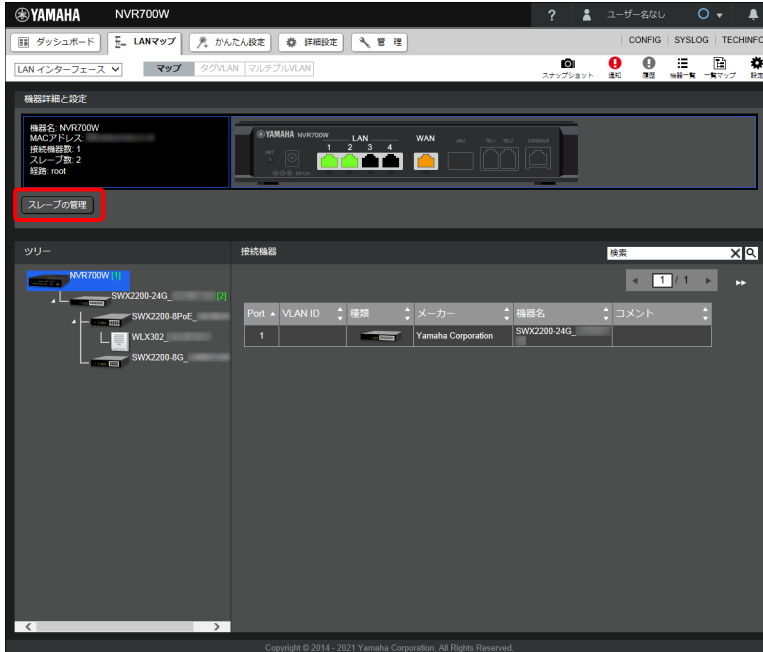 YAMAHA NVR700W ? ユーザー名なし
ダッシュボード LANマップ かんたん設定 詳細設定 管 理 CONFIG SYSLOG TECHINFO
LAN インターフェース マップ タグVLAN マルチプルVLAN スナップショット 通知 履歴 機器一覧 一覧マップ 設定
機器詳細と設定
機器名: NVR700W
MACアドレス:
接続機器数: 1
スレーブ数: 2
経路: root
YAMAHA NVR700W LAN WAN ONU TEL1 TEL2 CONSOLE
1 2 3 4
スレーブの管理
ツリー
NVR700W [1]
SWX2200-24G_ [2]
SWX2200-8PoE_
WLX302_
SWX2200-8G_
接続機器 検索
1 / 1
Port VLAN ID 種類 メーカー 機器名 コメント
1 Yamaha Corporation SWX2200-24G_
Copyright © 2014 - 2021 Yamaha Corporation. All Rights Reserved.